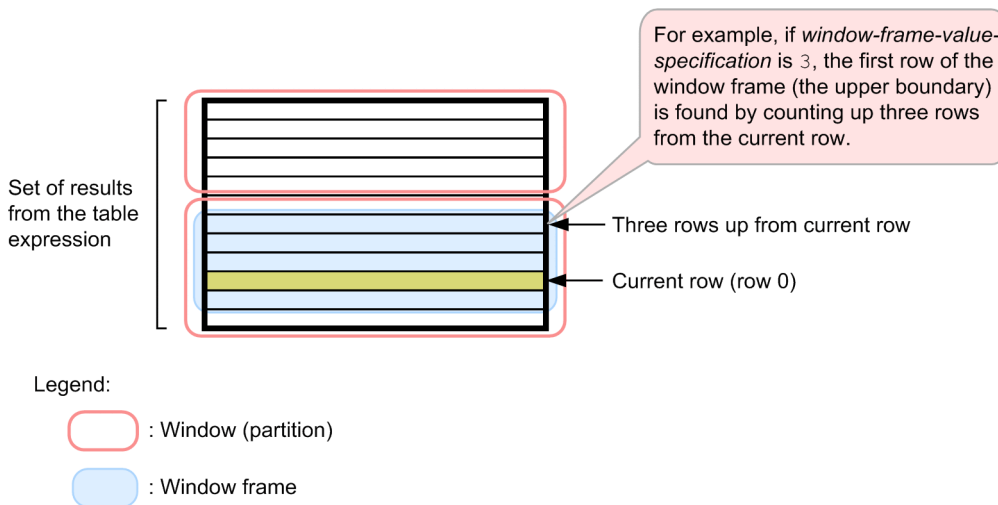 For example, if window-frame-value-
specification is 3, the first row of the
window frame (the upper boundary)
is found by counting up three rows
from the current row.
Set of results
from the table
expression
Three rows up from current row
Current row (row 0)
Legend:
: Window (partition)
: Window frame